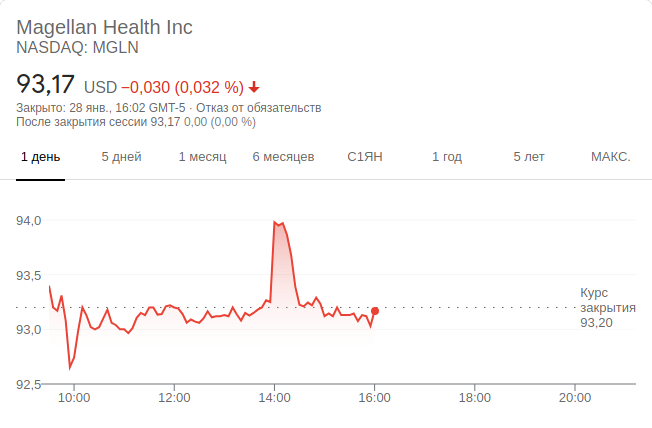 Magellan Health Inc
NASDAQ: MGLN
93,17 USD −0,030 (0,032 %)
Закрыто: 28 янв., 16:02 GMT-5 · Отказ от обязательств
После закрытия сессии 93,17 0,00 (0,00 %)
1 день 5 дней 1 месяц 6 месяцев С1ЯН 1 год 5 лет МАКС.
94,0
93,5
Курс
закрытия
93,20
93,0
92,5
10:00 12:00 14:00 16:00 18:00 20:00